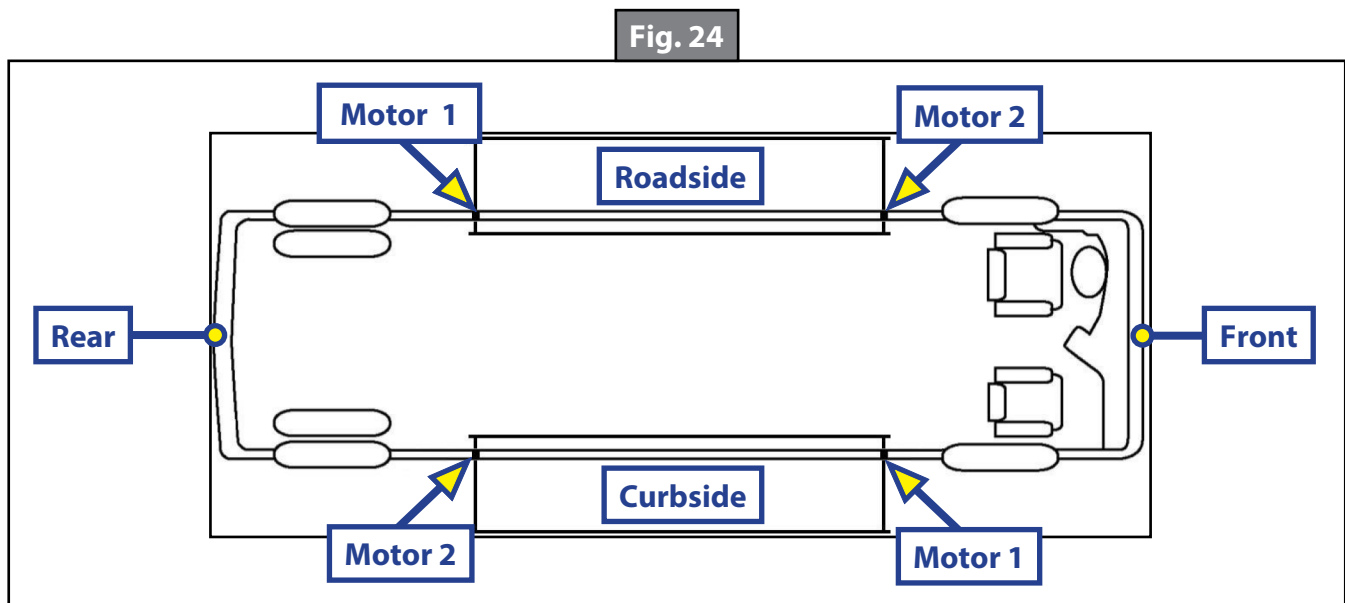 Fig. 24
Motor 1
Motor 2
Roadside
Rear
Front
Curbside
Motor 2
Motor 1